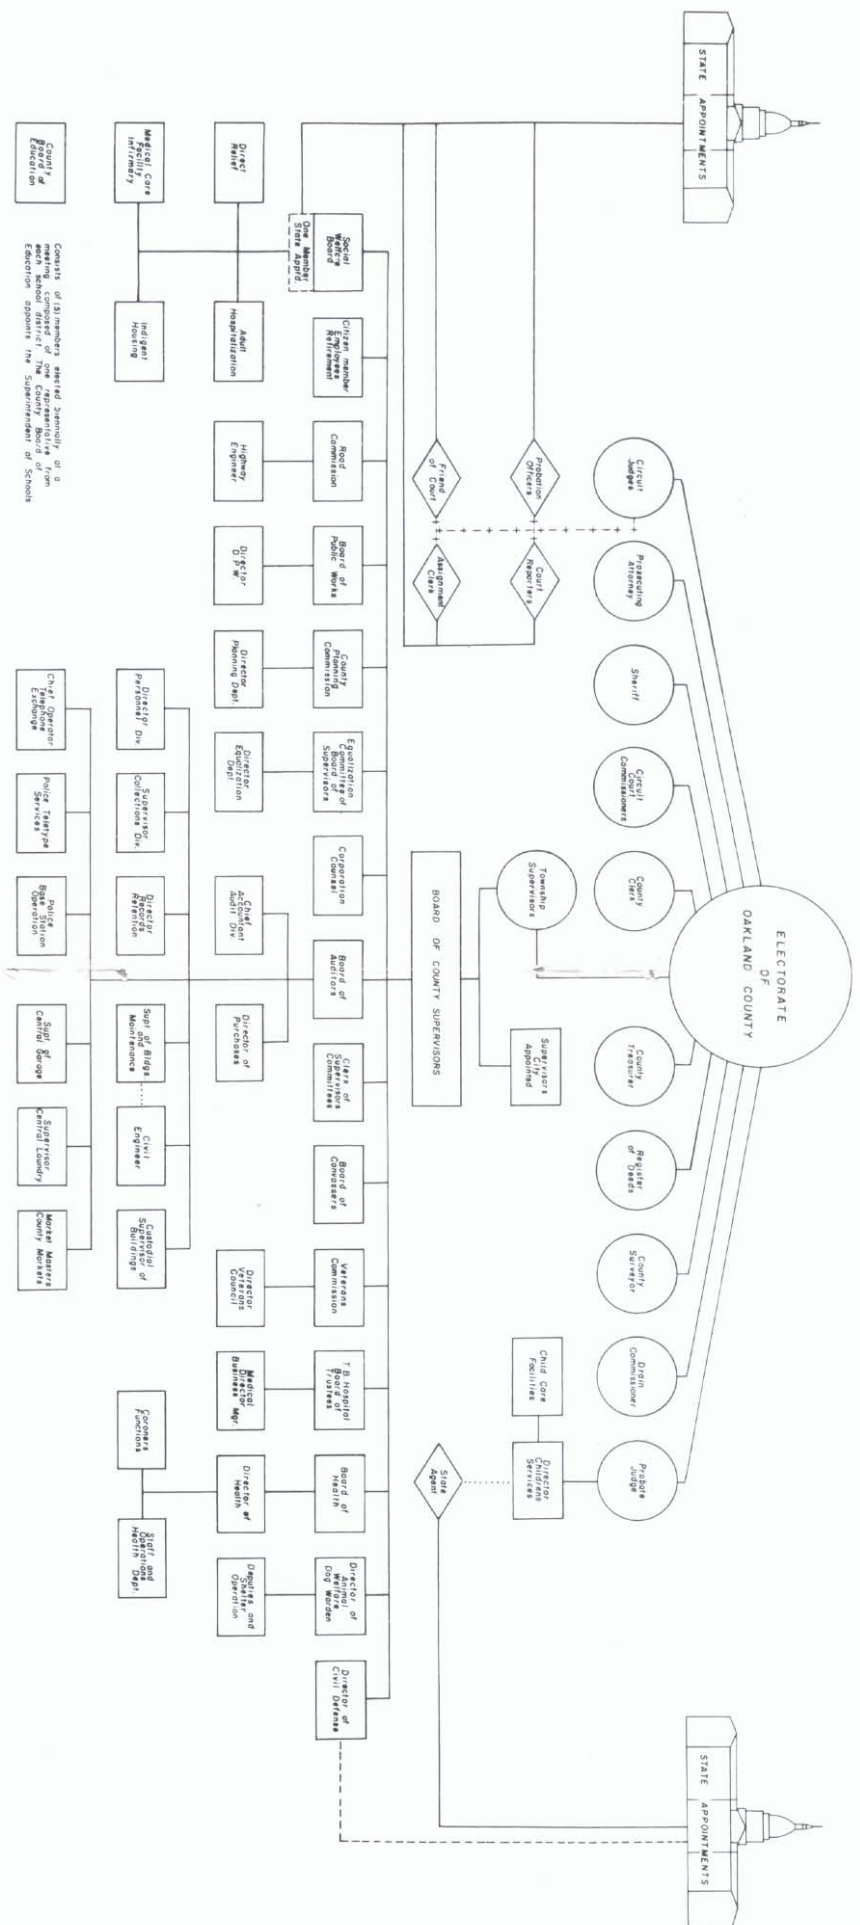 STATE APPOINTMENTS
STATE APPOINTMENTS
ELECTORATE
OF
OAKLAND COUNTY
Circuit
Judges
Prosecuting
Attorney
Sheriff
Circuit
Court
Commissioners
County
Clerk
County
Treasurer
Register
of Deeds
County
Surveyor
Drain
Commissioner
Probate
Judge
Probation
Officers
Court
Reporters
Township
Supervisors
Supervisors
City
Appointed
Child Care
Facilities
Director
Childrens
Services
Friend
of Court
Assignment
Clerk
BOARD OF COUNTY SUPERVISORS
State
Agent
Social
Welfare
Board
One Member
State Apptd.
Citizen member
Employees
Retirement
Road
Commission
Board of
Public Works
County
Planning
Commission
Equalization
Committee of
Board of
Supervisors
Corporation
Counsel
Board of
Auditors
Clerk of
Supervisors
Committees
Board of
Canvassers
Veterans
Commission
T.B. Hospital
Board of
Trustees
Board of
Health
Director of
Animal
Welfare
Dog Warden
Director of
Civil Defense
Direct
Relief
Adult
Hospitalization
Highway
Engineer
Director
D.P.W.
Director
Planning Dept.
Director
Equalization
Dept.
Chief
Accountant
Audit Div.
Director of
Purchases
Director
Veterans
Council
Medical
Director
Business Mgr.
Director of
Health
Deputies and
Shelter
Operation
Medical Care
Facility
Infirmary
Indigent
Housing
Director
Personnel Div.
Supervisor
Collections Div.
Director
Records
Retention
Supt of Bldgs
and
Maintenance
Civil
Engineer
Custodial
Supervisor of
Buildings
Coroners
Functions
Staff and
Operations
Health Dept.
County
Board of
Education
Consists of (5) members elected biennially at a
meeting composed of one representative from
each school district. The County Board of
Education appoints the Superintendent of Schools
Chief Operator
Telephone
Exchange
Police Teletype
Services
Police
Base Station
Operation
Supt. of
Central Garage
Supervisor
Central Laundry
Market Masters
County Markets